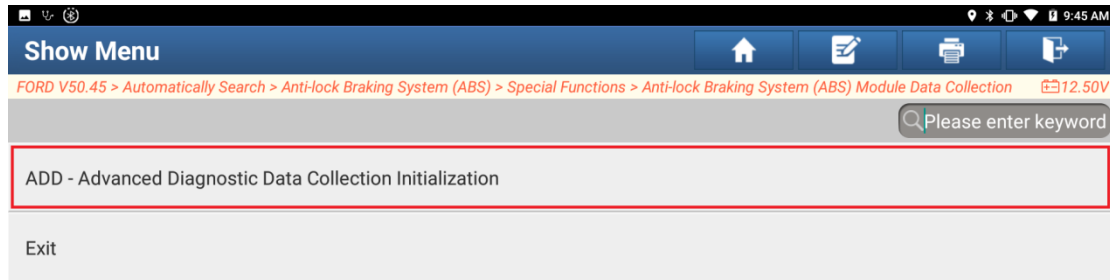 9:45 AM
Show Menu
FORD V50.45 > Automatically Search > Anti-lock Braking System (ABS) > Special Functions > Anti-lock Braking System (ABS) Module Data Collection 12.50V
Please enter keyword
ADD - Advanced Diagnostic Data Collection Initialization
Exit